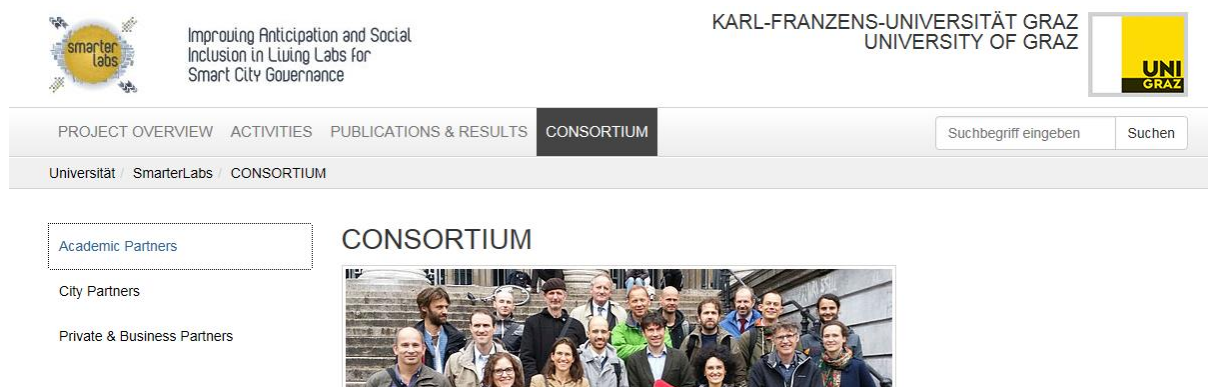 smarter
labs
Improving Anticipation and Social
Inclusion in Living Labs for
Smart City Governance
KARL-FRANZENS-UNIVERSITÄT GRAZ
UNIVERSITY OF GRAZ
UNI
GRAZ
PROJECT OVERVIEW ACTIVITIES PUBLICATIONS & RESULTS CONSORTIUM
Suchbegriff eingeben Suchen
Universität / SmarterLabs / CONSORTIUM
Academic Partners
CONSORTIUM
City Partners
Private & Business Partners